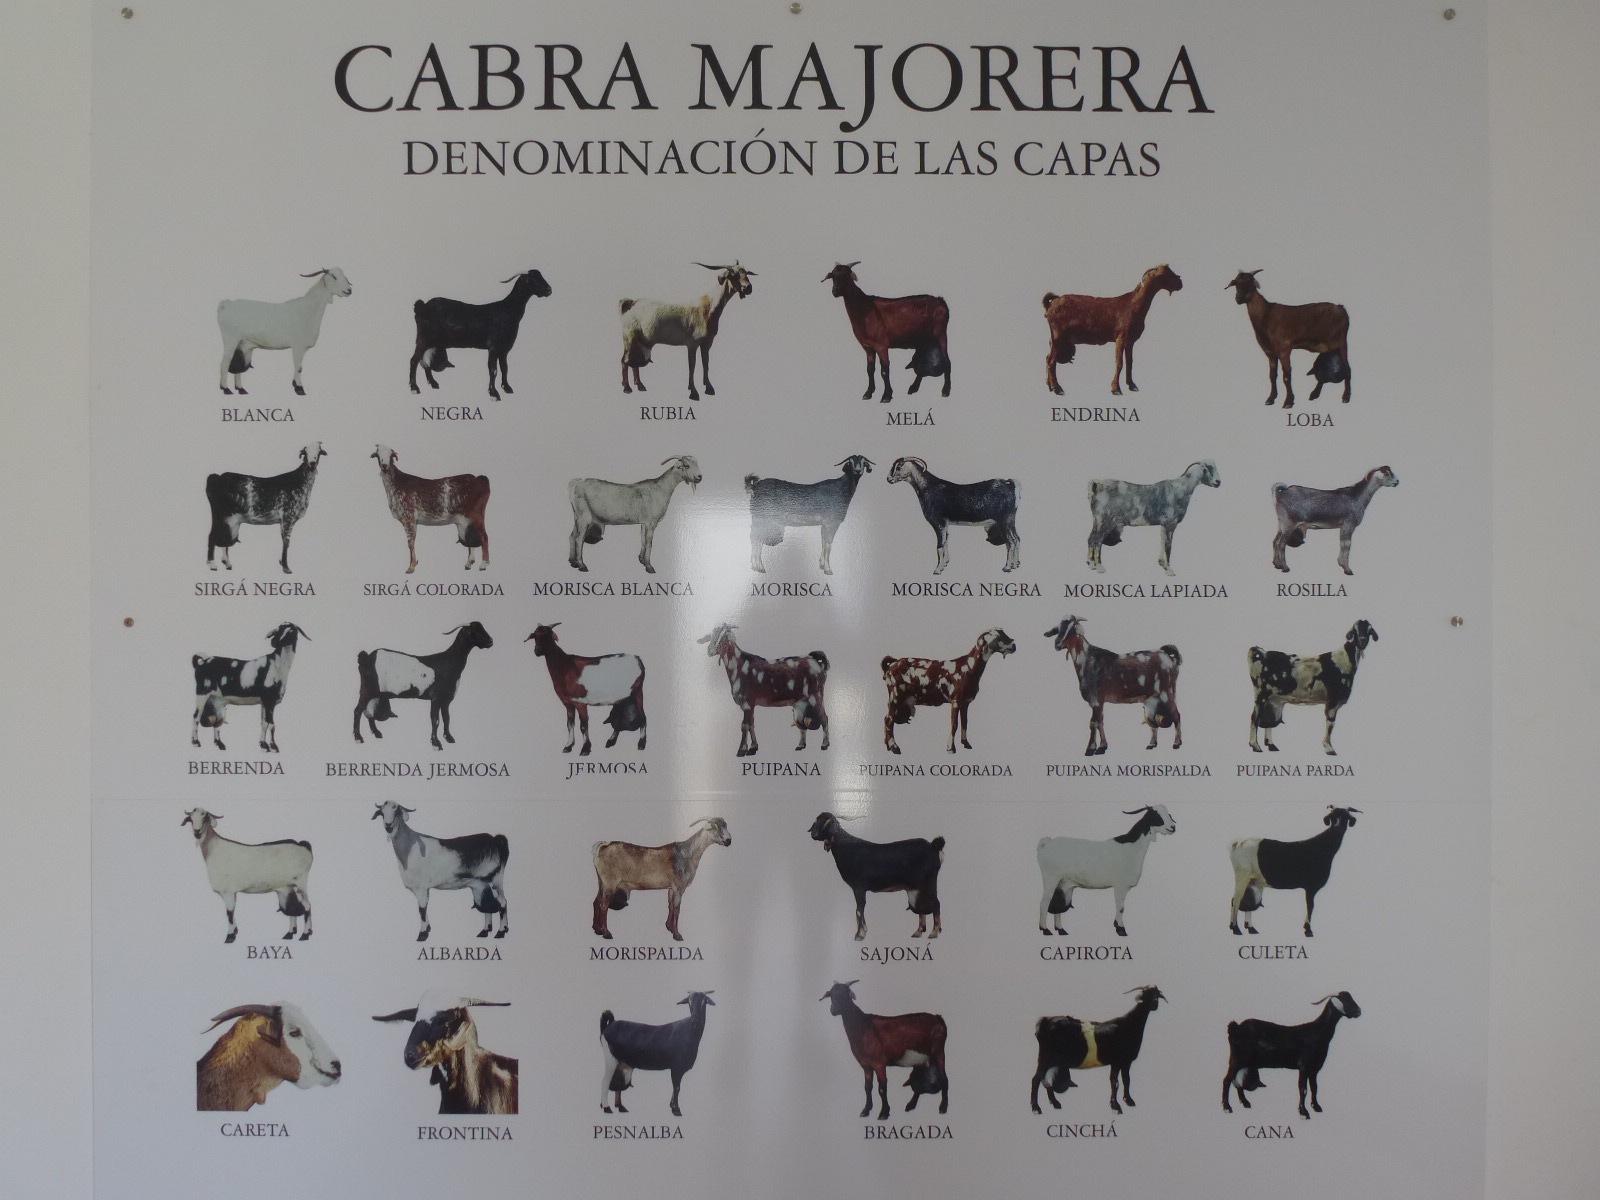 CABRA MAJORERA
DENOMINACIÓN DE LAS CAPAS
BLANCA NEGRA RUBIA MELÁ ENDRINA LOBA
SIRGÁ NEGRA SIRGÁ COLORADA MORISCA BLANCA MORISCA MORISCA NEGRA MORISCA LAPIADA ROSILLA
BERRENDA BERRENDA JERMOSA JERMOSA PUIPANA PUIPANA COLORADA PUIPANA MORISPALDA PUIPANA PARDA
BAYA ALBARDÁ MORISPALDA SAJONÁ CAPIROTA CULETA
CARETA FRONTINA PESNALBA BRAGADA CINCHÁ CANA